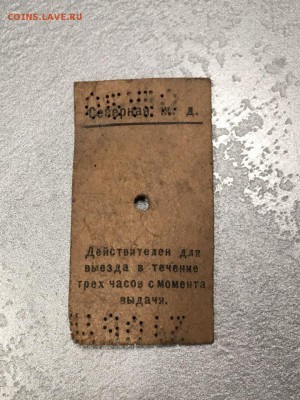 COINS.LAVE.RU
Северная ж. д.
Действителен для
выезда в течение
трех часов с момента
выдачи.